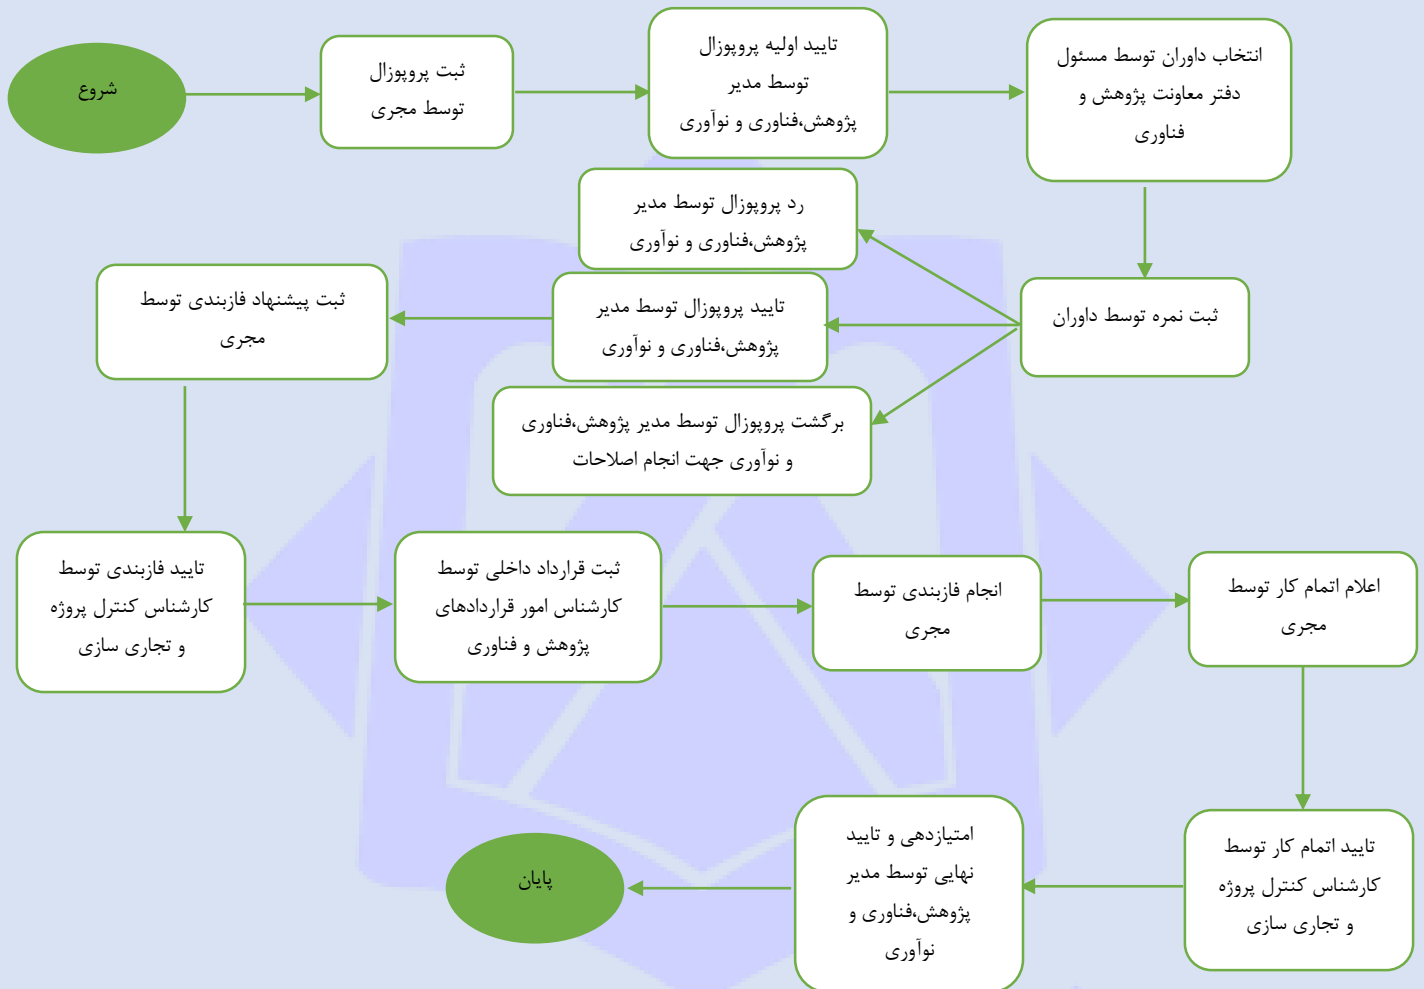 شروع
ثبت پروپوزال
توسط مجری
تایید اولیه پروپوزال
توسط مدیر
پژوهش،فناوری و نوآوری
انتخاب داوران توسط مسئول
دفتر معاونت پژوهش و
فناوری
ثبت نمره توسط داوران
رد پروپوزال توسط مدیر
پژوهش،فناوری و نوآوری
تایید پروپوزال توسط مدیر
پژوهش،فناوری و نوآوری
برگشت پروپوزال توسط مدیر پژوهش،فناوری
و نوآوری جهت انجام اصلاحات
ثبت پیشنهاد فازبندی توسط
مجری
تایید فازبندی توسط
کارشناس کنترل پروژه
و تجاری سازی
ثبت قرارداد داخلی توسط
کارشناس امور قراردادهای
پژوهش و فناوری
انجام فازبندی توسط
مجری
اعلام اتمام کار توسط
مجری
تایید اتمام کار توسط
کارشناس کنترل پروژه
و تجاری سازی
امتیازدهی و تایید
نهایی توسط مدیر
پژوهش،فناوری و
نوآوری
پایان